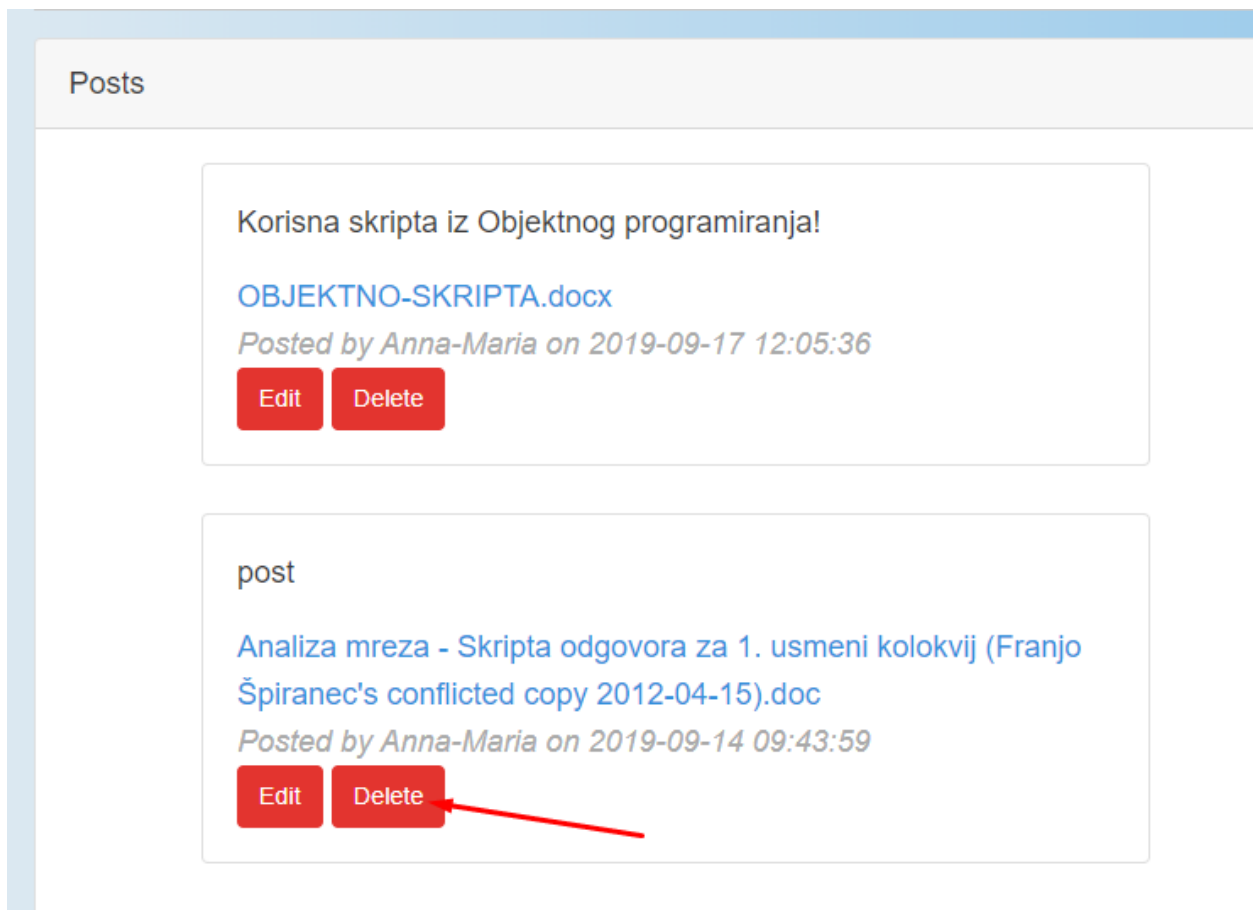 Posts
Korisna skripta iz Objektnog programiranja!
OBJEKTNO-SKRIPTA.docx
Posted by Anna-Maria on 2019-09-17 12:05:36
Edit Delete
post
Analiza mreza - Skripta odgovora za 1. usmeni kolokvij (Franjo
Špiranec's conflicted copy 2012-04-15).doc
Posted by Anna-Maria on 2019-09-14 09:43:59
Edit Delete